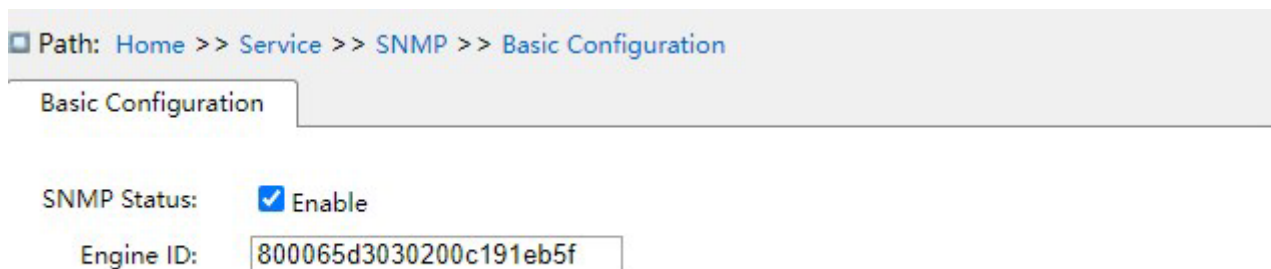 Path: Home >> Service >> SNMP >> Basic Configuration
Basic Configuration
SNMP Status: Enable
Engine ID: 800065d3030200c191eb5f